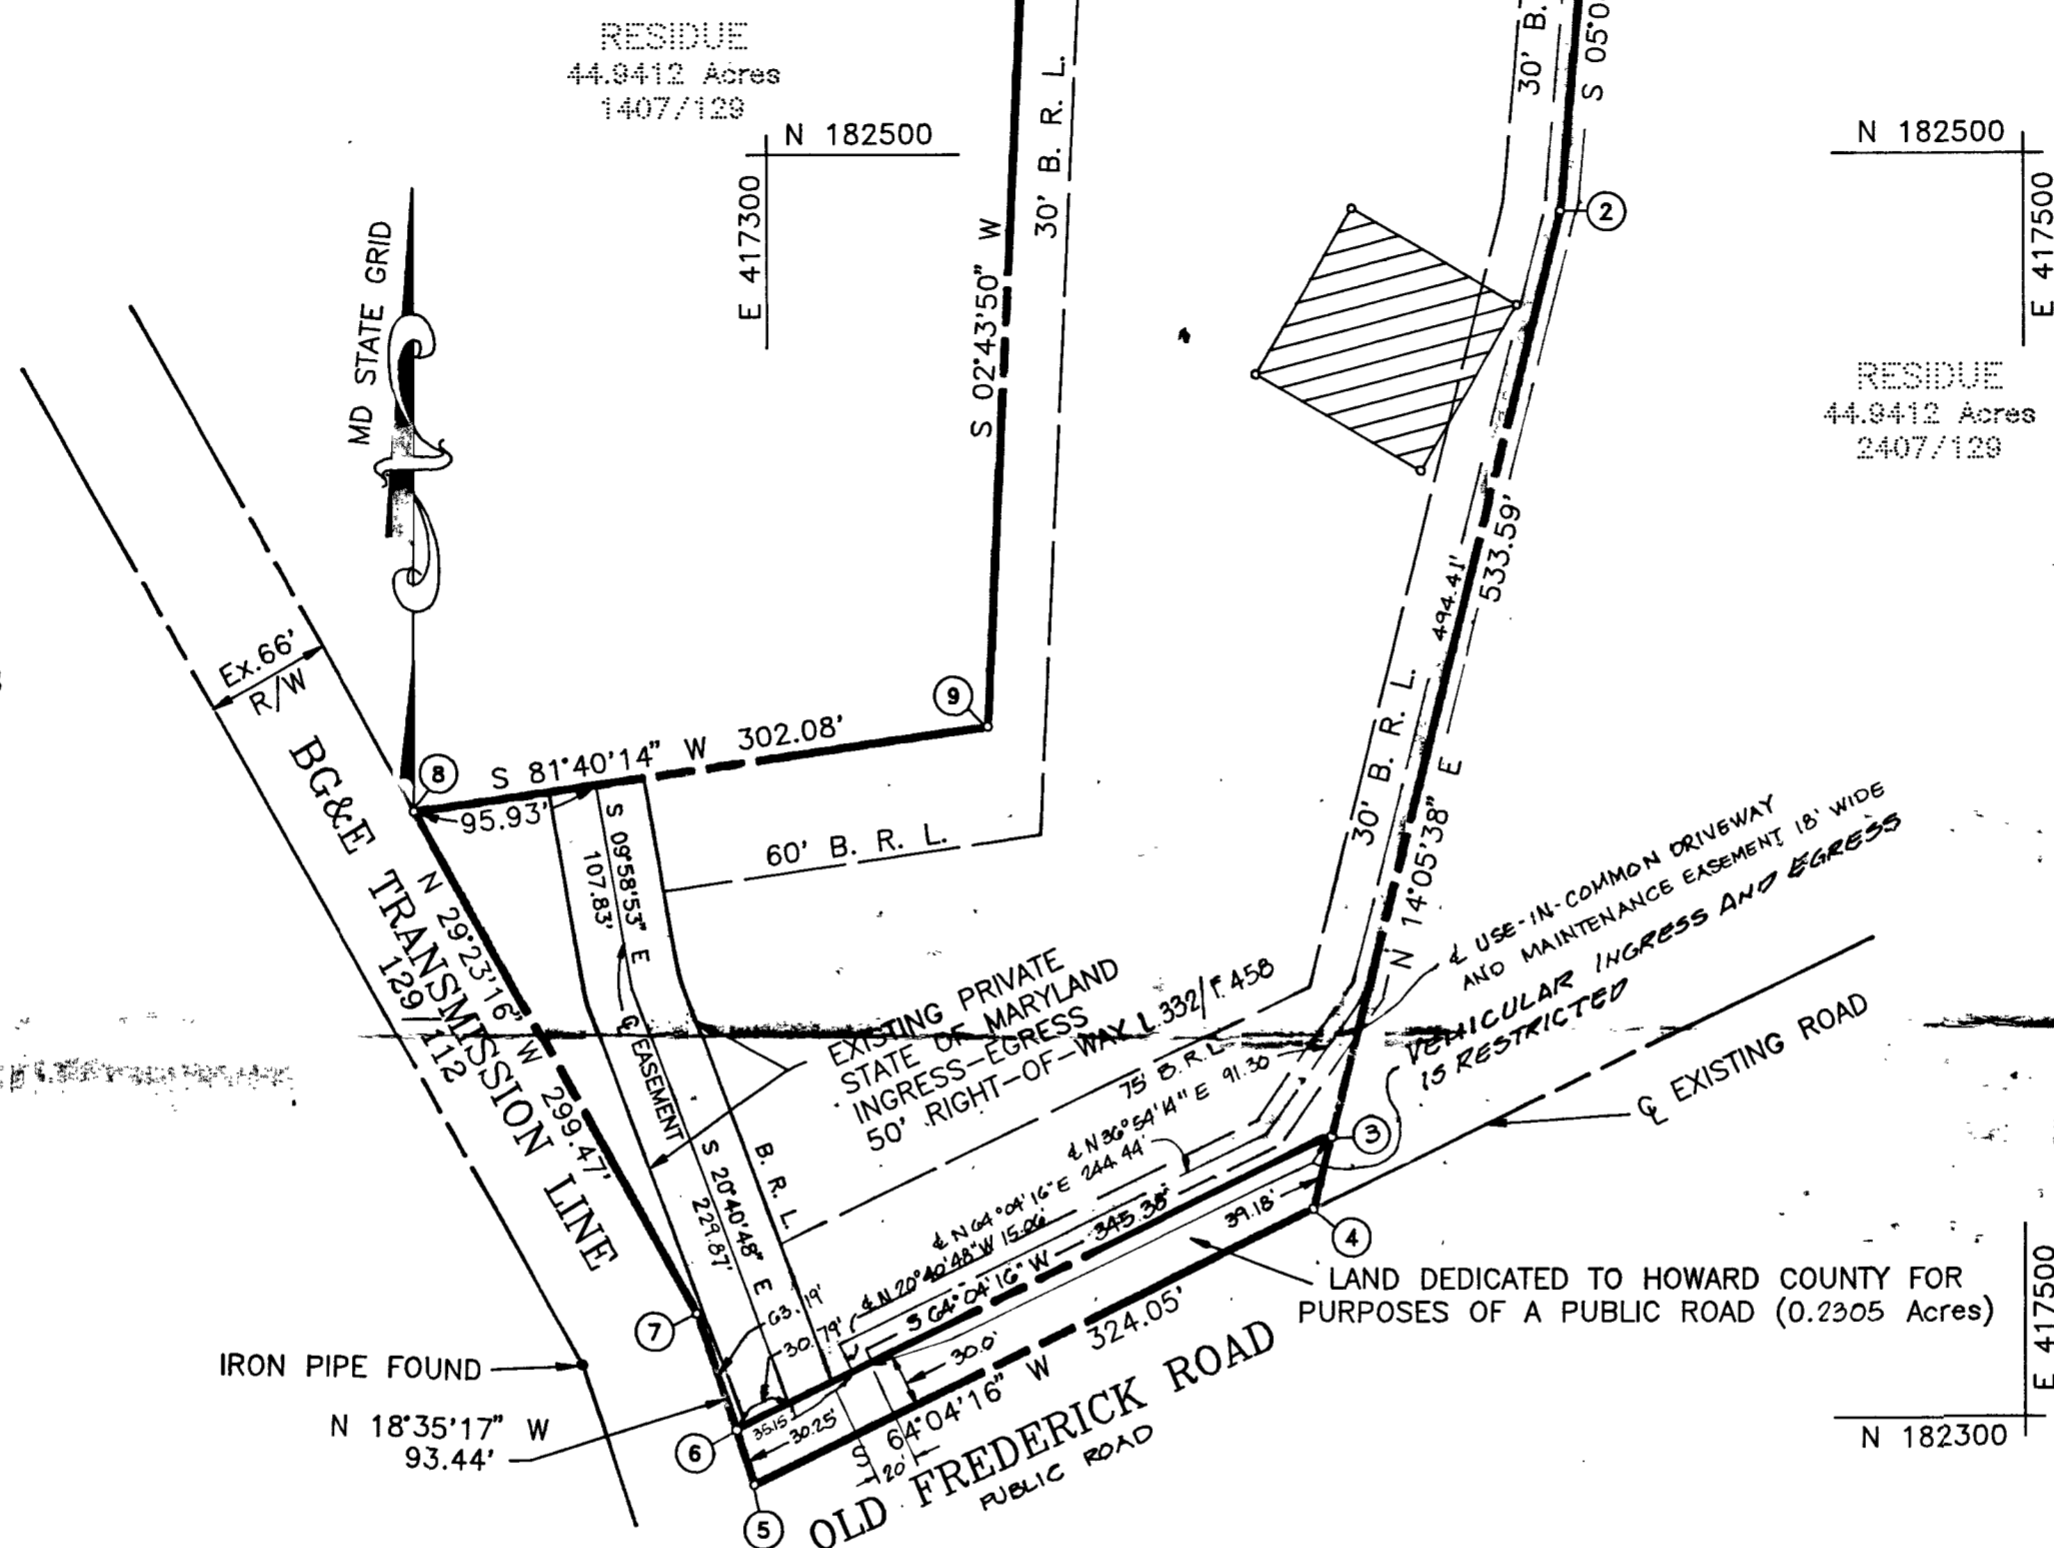 RESIDUE
44.9412 Acres
1407/129
N 182500
E 417300
30' B. R. L.
30' B.
S 05°0
N 182500
E 417500
2
MD STATE GRID
S 02°43'50" W
RESIDUE
44.9412 Acres
2407/129
Ex.66'
R/W
9
8
S 81°40'14" W 302.08'
95.93'
60' B. R. L.
494.41'
533.59'
30' B. R. L.
N 14°05'38" E
BG&E TRANSMISSION LINE
129/112
N 29°23'16" W 299.47'
S 09°58'53" E
107.83'
℄ EASEMENT
S 20°40'48" E
229.87'
B. R. L.
EXISTING PRIVATE
STATE OF MARYLAND
INGRESS-EGRESS
50' RIGHT-OF-WAY L.332/F.458
75' B.R.L.
℄ USE-IN-COMMON DRIVEWAY
AND MAINTENANCE EASEMENT 18' WIDE
VEHICULAR INGRESS AND EGRESS
IS RESTRICTED
℄ EXISTING ROAD
℄ N 36°54'14" E 91.30
℄ N 64°04'16" E 244.44'
℄ N 20°40'48" W 15.06'
S 64°04'16" W 345.38'
39.18'
3
4
LAND DEDICATED TO HOWARD COUNTY FOR
PURPOSES OF A PUBLIC ROAD (0.2305 Acres)
7
63.19'
30.79'
30.0'
S 64°04'16" W 324.05'
IRON PIPE FOUND
N 18°35'17" W
93.44'
6
35.15
30.25'
20'
5
OLD FREDERICK ROAD
PUBLIC ROAD
E 417500
N 182300